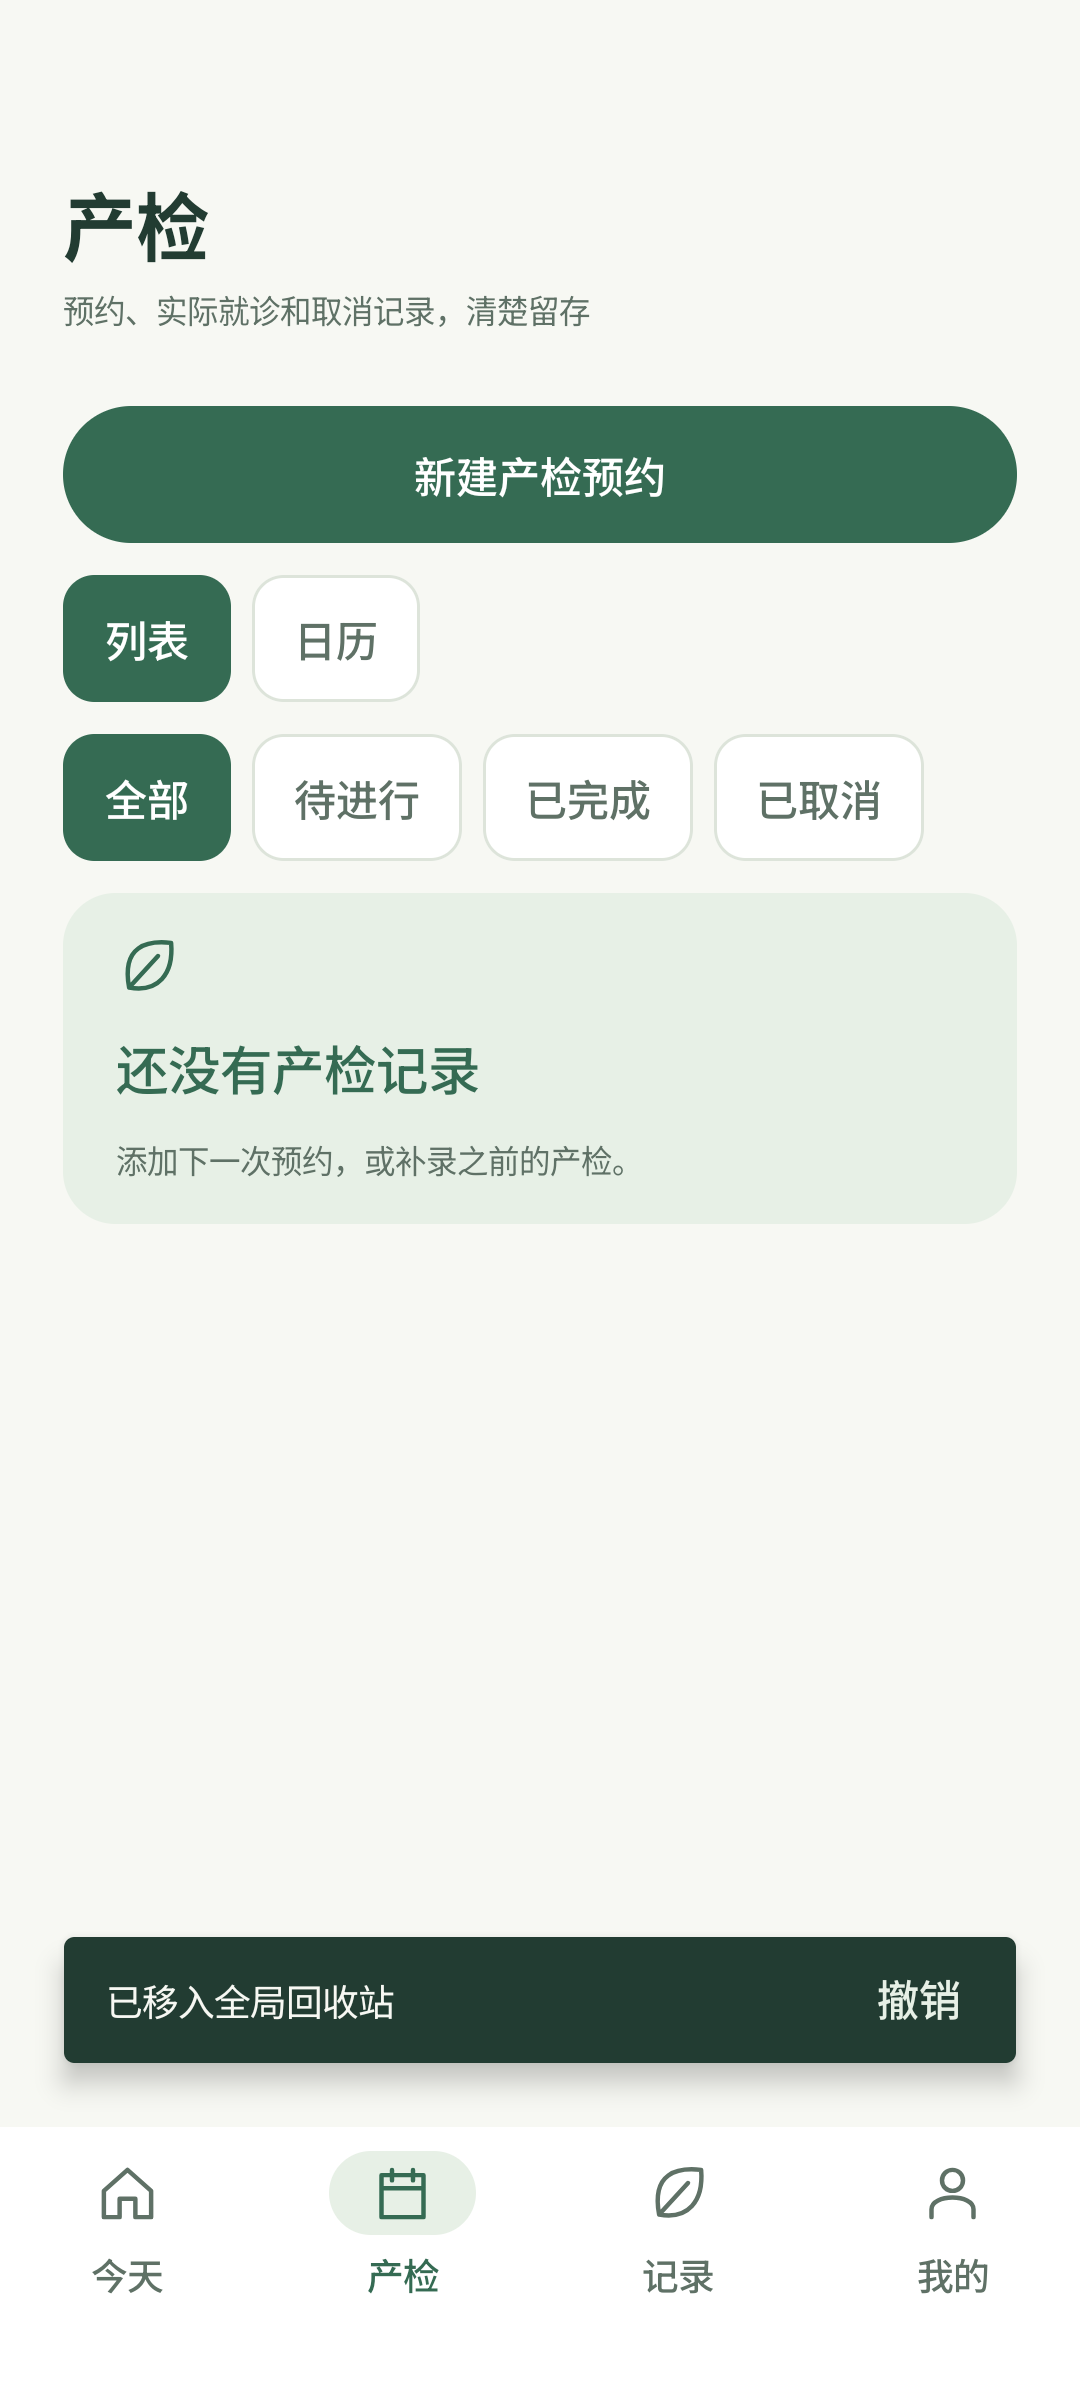 产检
预约、实际就诊和取消记录，清楚留存
新建产检预约
列表 日历
全部 待进行 已完成 已取消
还没有产检记录
添加下一次预约，或补录之前的产检。
已移入全局回收站 撤销
今天 产检 记录 我的